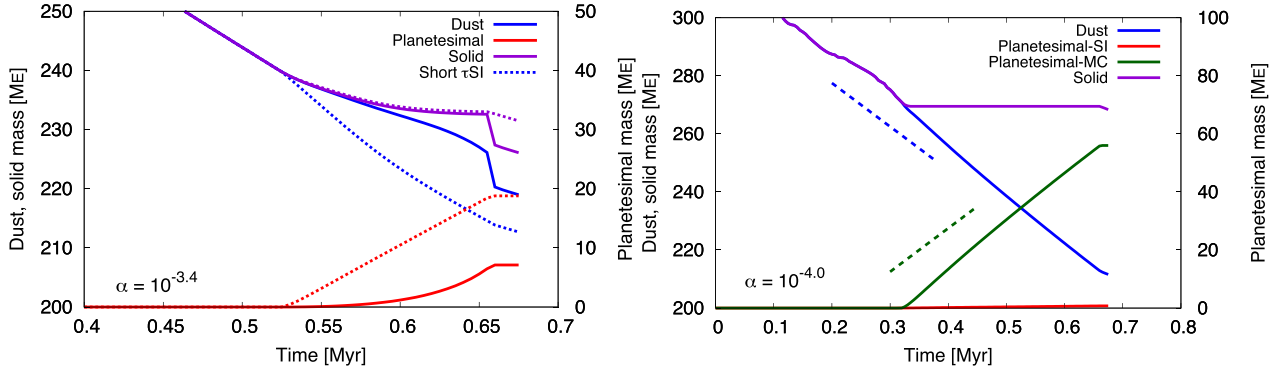 250
240
230
220
210
200
0.4
0.45
0.5
0.55
0.6
0.65
0.7
50
40
30
20
10
0
Dust, solid mass [ME]
Planetesimal mass [ME]
Time [Myr]
Dust
Planetesimal
Solid
Short τSI
α = 10-3.4
300
280
260
240
220
200
0
0.1
0.2
0.3
0.4
0.5
0.6
0.7
0.8
100
80
60
40
20
0
Dust, solid mass [ME]
Planetesimal mass [ME]
Time [Myr]
Dust
Planetesimal-SI
Planetesimal-MC
Solid
α = 10-4.0